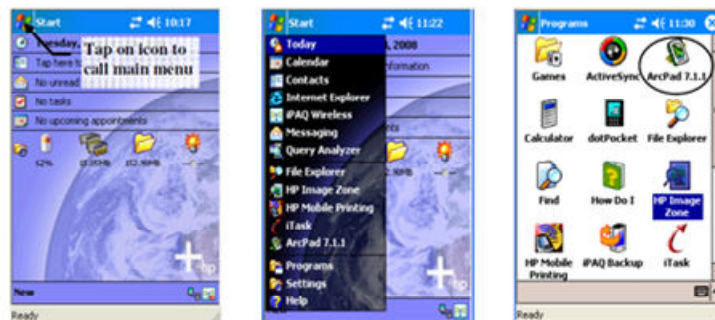 Start 10:17
Tuesday,
Tap on icon to
call main menu
Tap here to
No unread
No tasks
No upcoming appointments
62%
New
Ready
Start 11:22
Today
Calendar
Contacts
Internet Explorer
iPAQ Wireless
Messaging
Query Analyzer
File Explorer
HP Image Zone
HP Mobile Printing
iTask
ArcPad 7.1.1
Programs
Settings
Help
, 2008
nformation
hp
Programs 11:30
Games ActiveSync ArcPad 7.1.1
Calculator dotPocket File Explorer
Find How Do I HP Image
Zone
HP Mobile iPAQ Backup iTask
Printing
Ready